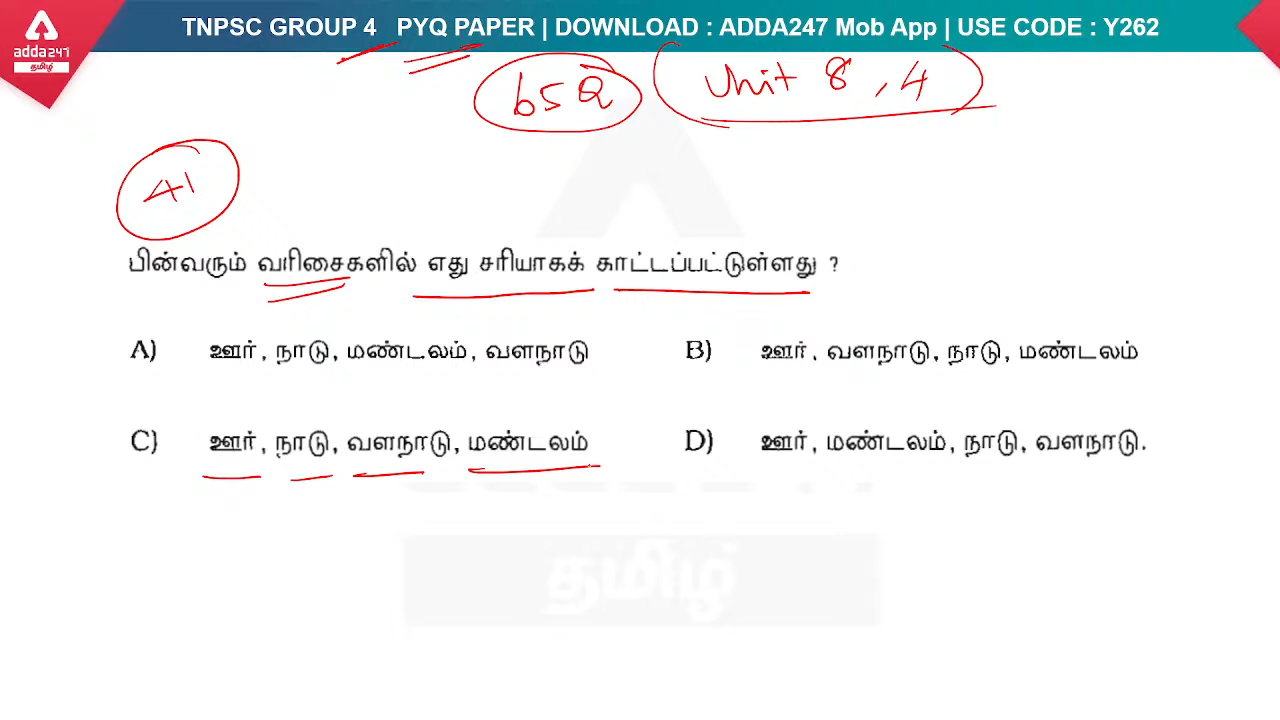 TNPSC GROUP 4 PYQ PAPER | DOWNLOAD : ADDA247 Mob App | USE CODE : Y262
adda247
தமிழ்
65Q Unit 8, 4
41
பின்வரும் வரிசைகளில் எது சரியாகக் காட்டப்பட்டுள்ளது ?
A) ஊர், நாடு, மண்டலம், வளநாடு B) ஊர், வளநாடு, நாடு, மண்டலம்
C) ஊர், நாடு, வளநாடு, மண்டலம் D) ஊர், மண்டலம், நாடு, வளநாடு.
தமிழ்